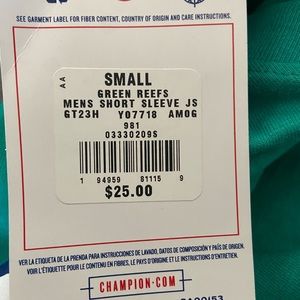 SEE GARMENT LABEL FOR FIBER CONTENT, COUNTRY OF ORIGIN AND CARE INSTRUCTIONS.
AA
SMALL
GREEN REEFS
MENS SHORT SLEEVE JS
GT23H Y07718 AMOG
981
03330209S
1 94959 81115 9
$25.00
VER LA ETIQUETA DE LA PRENDA PARA INSTRUCCIONES DE LAVADO, DATOS DE COMPOSICIÓN Y PAÍS DE ORIGEN.
VOIR L'ÉTIQUETTE POUR LE CONTENU EN FIBRES, LE PAYS D'ORIGINE ET LES INSTRUCTIONS D'ENTRETIEN.
CHAMPION.COM